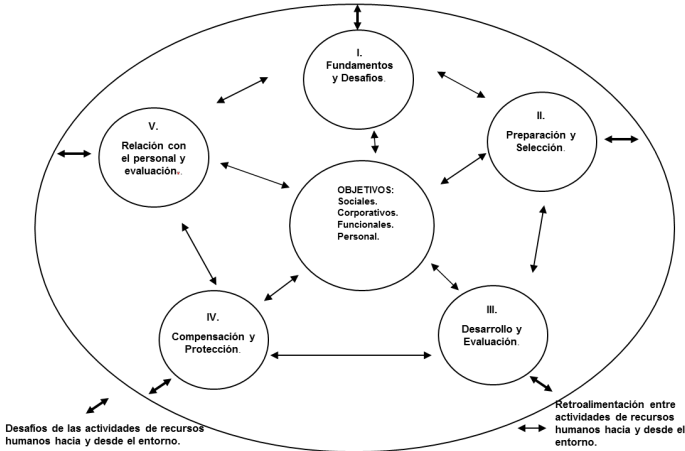 I.
Fundamentos
y Desafios.
II.
Preparación y
Selección.
V.
Relación con
el personal y
evaluación..
OBJETIVOS:
Sociales.
Corporativos.
Funcionales.
Personal.
IV.
Compensación y
Protección.
III.
Desarrollo y
Evaluación.
Desafios de las actividades de recursos
humanos hacia y desde el entorno.
Retroalimentación entre
actividades de recursos
humanos hacia y desde el
entorno.